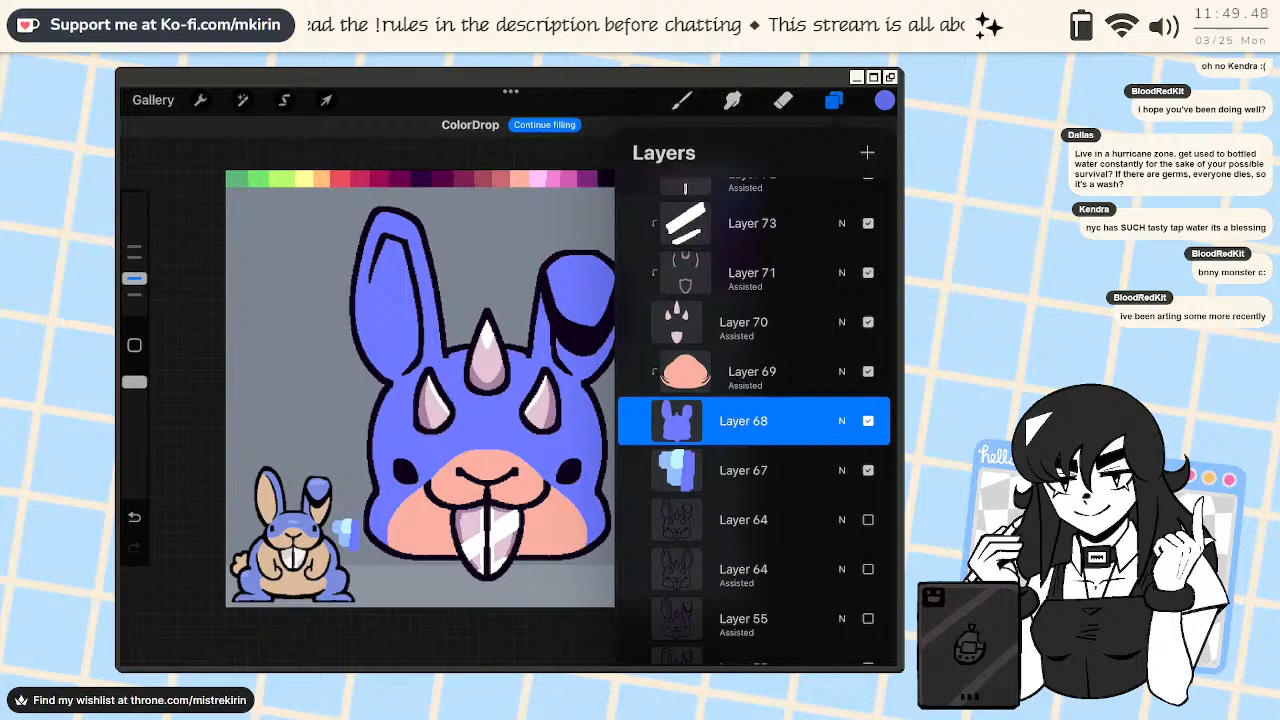 Support me at Ko-fi.com/mkirin
ead the !rules in the description before chatting ◆ This stream is all abo
11:49.48
03/25 Mon
Gallery
ColorDrop
Continue filling
Layers
Assisted
Layer 73 N
Layer 71 N
Assisted
Layer 70 N
Assisted
Layer 69 N
Assisted
Layer 68 N
Layer 67 N
Layer 64 N
Layer 64 N
Assisted
Layer 55 N
Assisted
oh no Kendra :(
BloodRedKit
i hope you've been doing well?
Dallas
Live in a hurricane zone, get used to bottled
water constantly for the sake of your possible
survival? If there are germs, everyone dies, so
it's a wash?
Kendra
nyc has SUCH tasty tap water its a blessing
BloodRedKit
bnny monster c:
BloodRedKit
ive been arting some more recently
hello
Find my wishlist at throne.com/mistrekirin